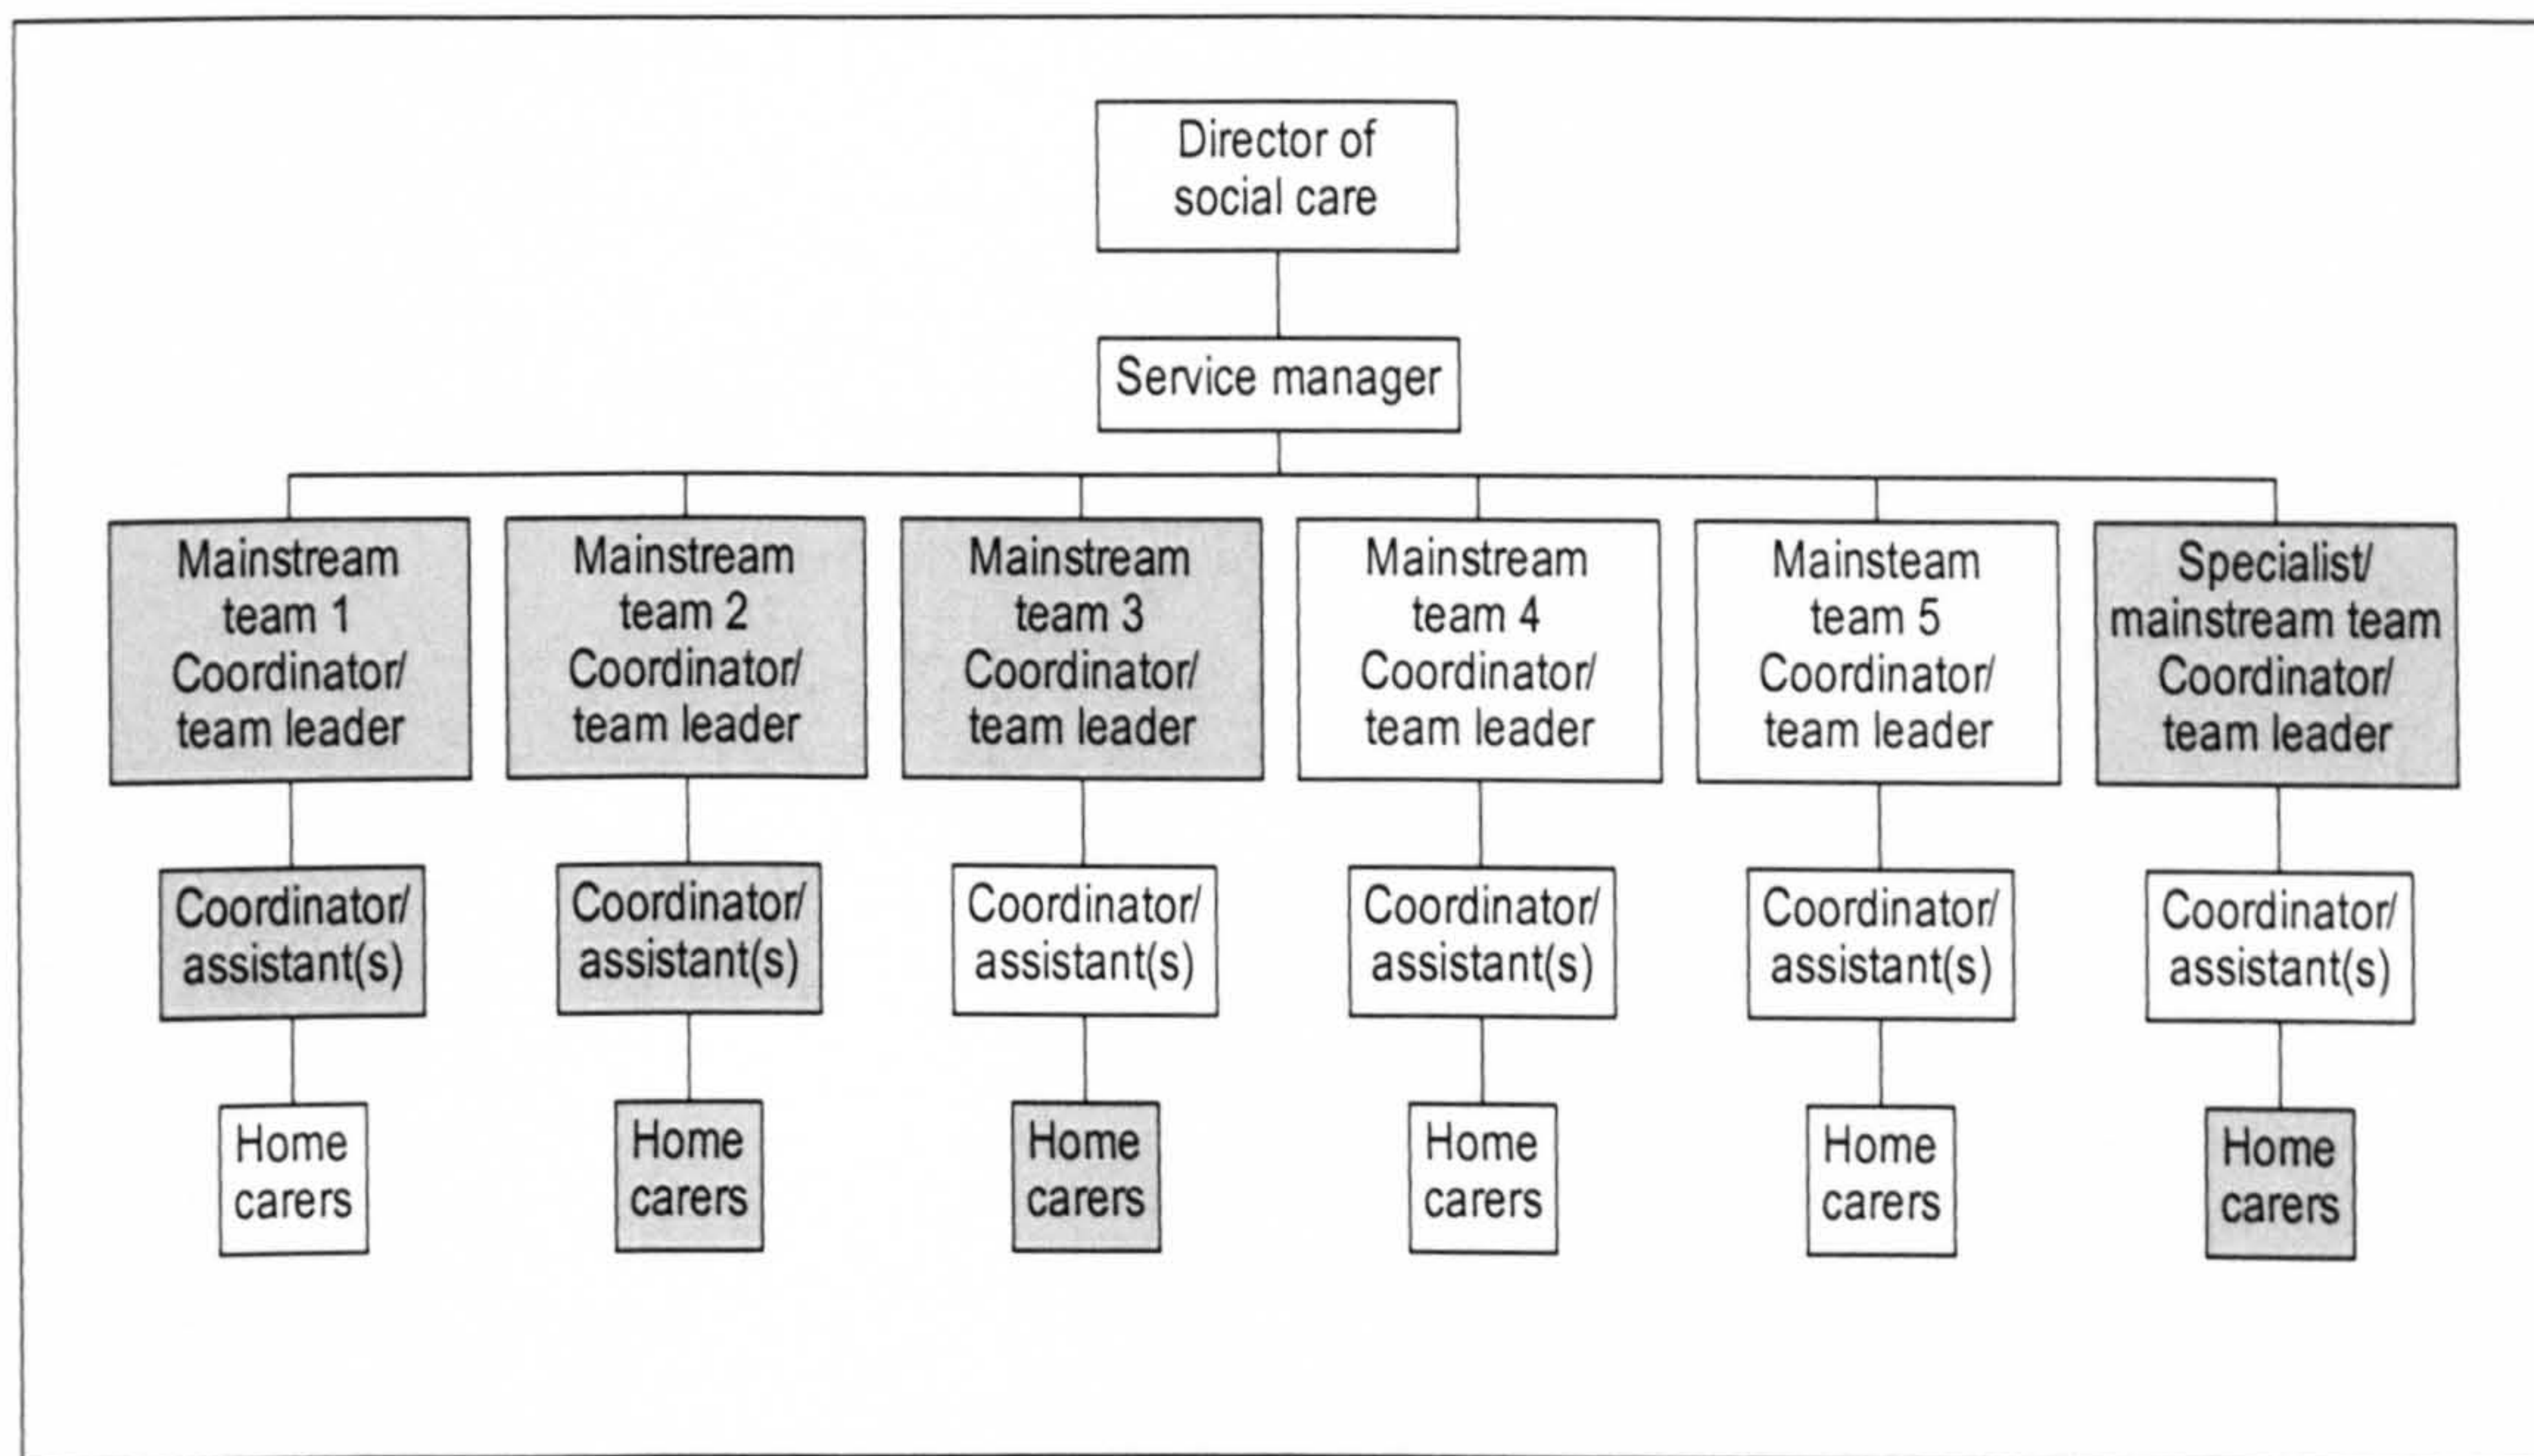 Director of
social care
Service manager
Mainstream
team 1
Coordinator/
team leader
Mainstream
team 2
Coordinator/
team leader
Mainstream
team 3
Coordinator/
team leader
Mainstream
team 4
Coordinator/
team leader
Mainsteam
team 5
Coordinator/
team leader
Specialist/
mainstream team
Coordinator/
team leader
Coordinator/
assistant(s)
Coordinator/
assistant(s)
Coordinator/
assistant(s)
Coordinator/
assistant(s)
Coordinator/
assistant(s)
Coordinator/
assistant(s)
Home
carers
Home
carers
Home
carers
Home
carers
Home
carers
Home
carers